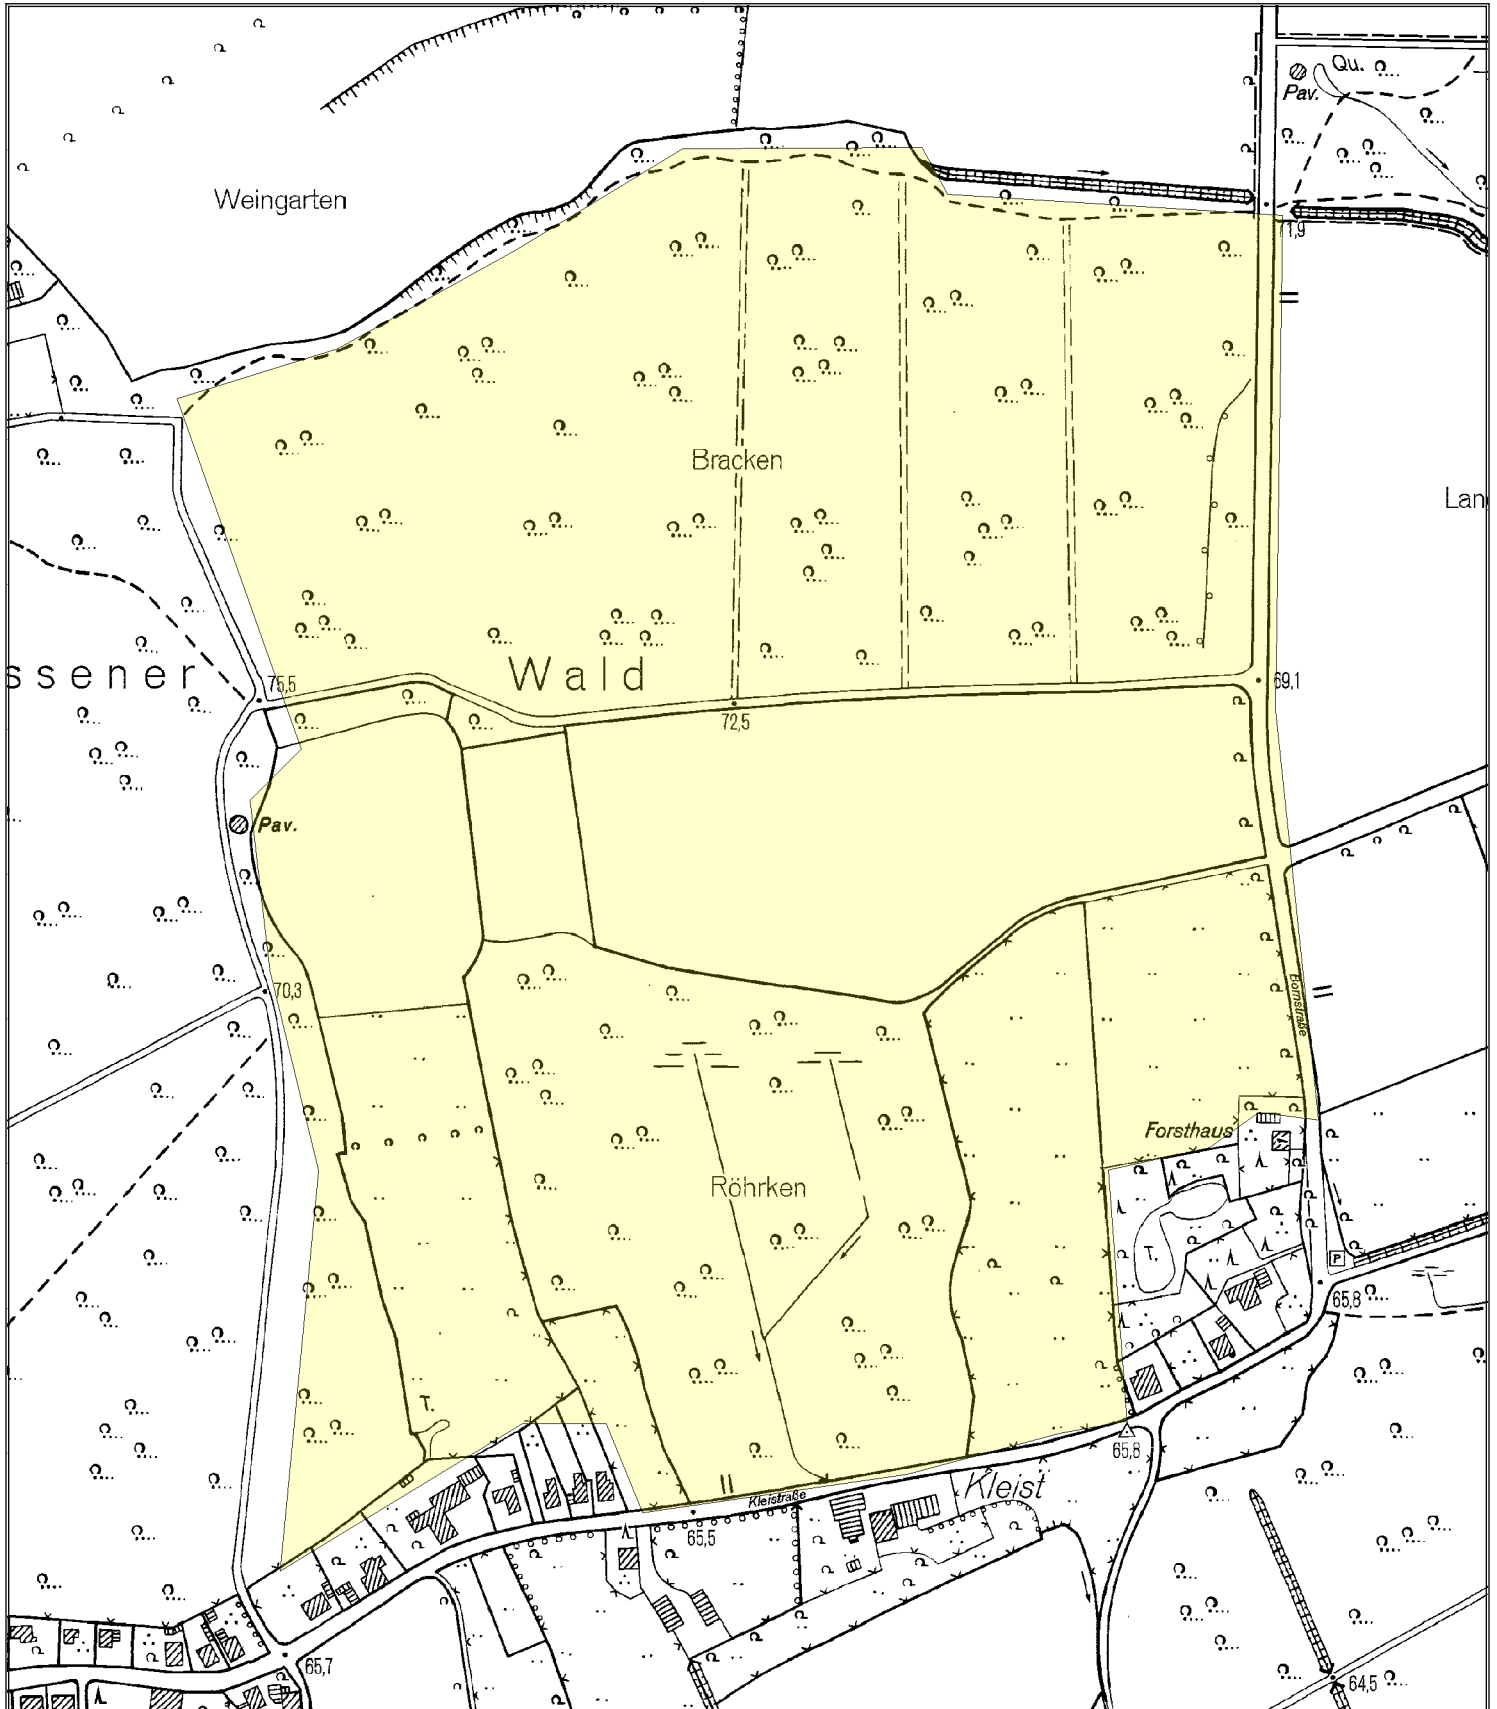 Qu.
Pav.
Weingarten
71,9
Bracken
Lan
ssener Wald
75,5
69,1
72,5
Pav.
70,3
Bornstraße
Forsthaus
Röhrken
T.
P
65,8
T.
65,8
Kleist
Kleistraße
65,5
65,7
64,5